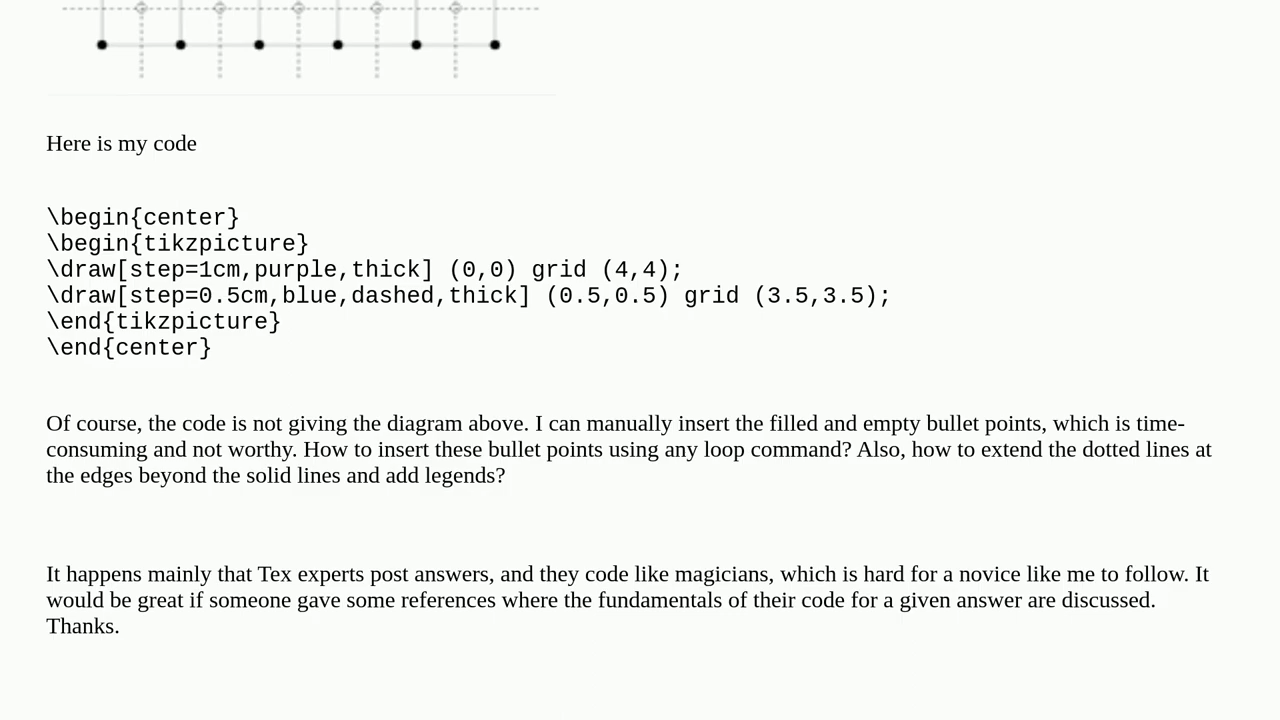 Here is my code
\begin{center}
\begin{tikzpicture}
\draw[step=1cm,purple,thick] (0,0) grid (4,4);
\draw[step=0.5cm,blue,dashed,thick] (0.5,0.5) grid (3.5,3.5);
\end{tikzpicture}
\end{center}
Of course, the code is not giving the diagram above. I can manually insert the filled and empty bullet points, which is time-
consuming and not worthy. How to insert these bullet points using any loop command? Also, how to extend the dotted lines at
the edges beyond the solid lines and add legends?
It happens mainly that Tex experts post answers, and they code like magicians, which is hard for a novice like me to follow. It
would be great if someone gave some references where the fundamentals of their code for a given answer are discussed.
Thanks.